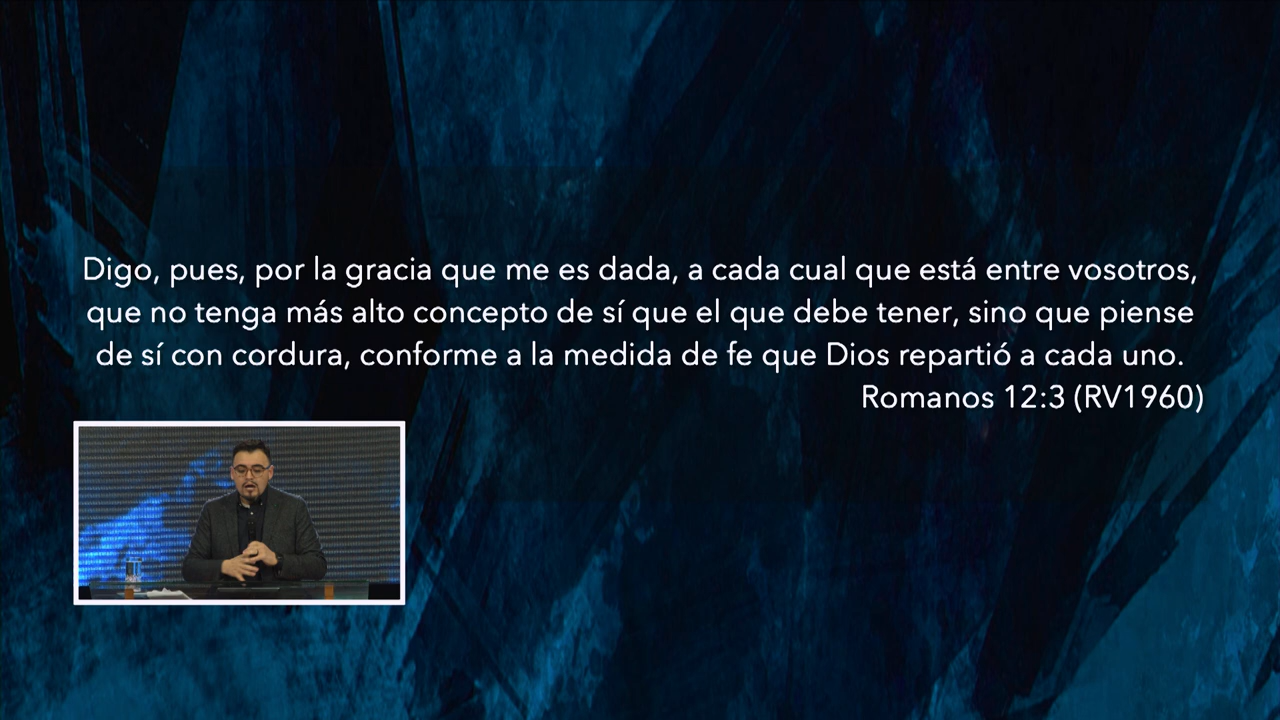 Digo, pues, por la gracia que me es dada, a cada cual que está entre vosotros,
que no tenga más alto concepto de sí que el que debe tener, sino que piense
de sí con cordura, conforme a la medida de fe que Dios repartió a cada uno.
Romanos 12:3 (RV1960)